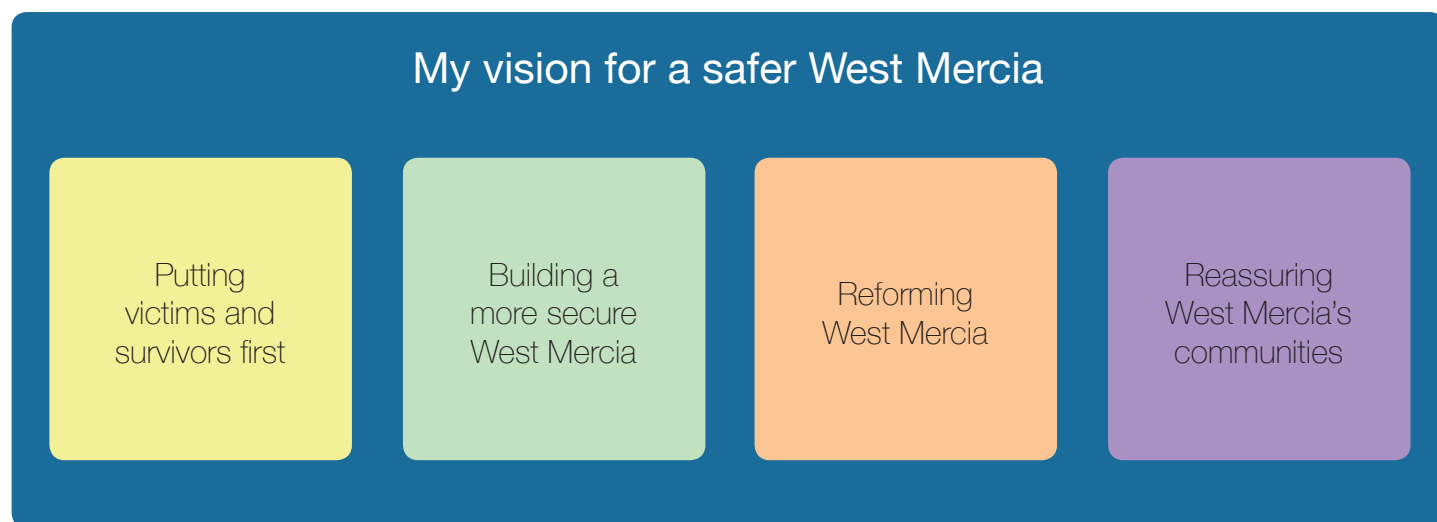 My vision for a safer West Mercia
Putting
victims and
survivors first
Building a
more secure
West Mercia
Reforming
West Mercia
Reassuring
West Mercia’s
communities